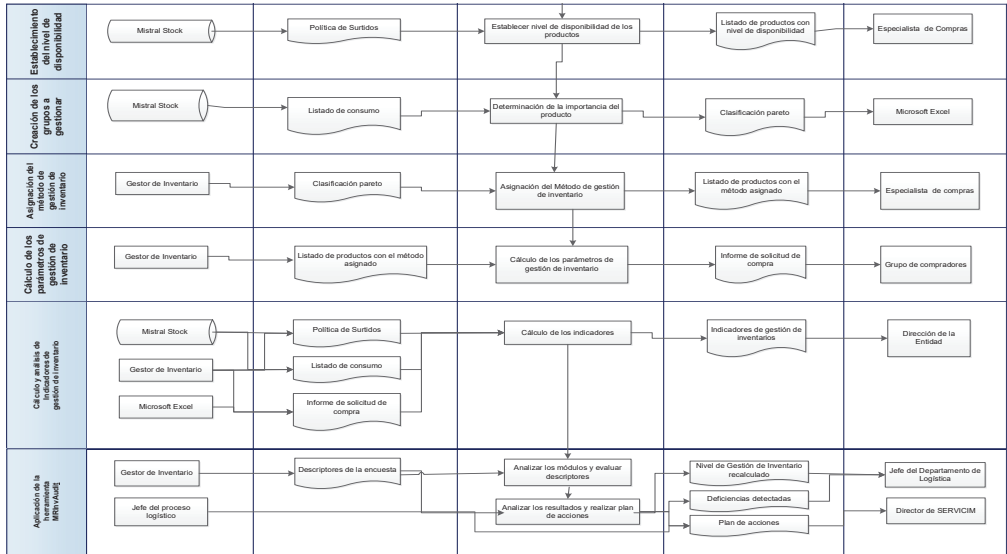 Establecimiento
del nivel de
disponibilidad
Mistral Stock
Política de Surtidos
Establecer nivel de disponibilidad de los
productos
Listado de productos con
nivel de disponibilidad
Especialista de Compras
Creación de los
grupos a
gestionar
Mistral Stock
Listado de consumo
Determinación de la importancia del
producto
Clasificación pareto
Microsoft Excel
Asignación del
método de
gestión de
inventario
Gestor de Inventario
Clasificación pareto
Asignación del Método de gestión
de inventario
Listado de productos con el
método asignado
Especialista de compras
Cálculo de los
parámetros de
gestión de
inventario
Gestor de Inventario
Listado de productos con el método
asignado
Cálculo de los parámetros de
gestión de inventario
Informe de solicitud de
compra
Grupo de compradores
Cálculo y análisis de
Indicadores de
gestión de inventario
Mistral Stock
Gestor de Inventario
Microsoft Excel
Política de Surtidos
Listado de consumo
Informe de solicitud de
compra
Cálculo de los indicadores
Indicadores de gestión de
inventarios
Dirección de la
Entidad
Aplicación de la
herramienta
MRInvAudit
Gestor de Inventario
Jefe del proceso
logístico
Descriptores de la encuesta
Analizar los módulos y evaluar
descriptores
Analizar los resultados y realizar plan
de acciones
Nivel de Gestión de Inventario
recalculado
Deficiencias detectadas
Plan de acciones
Jefe del Departamento de
Logística
Director de SERVICIM